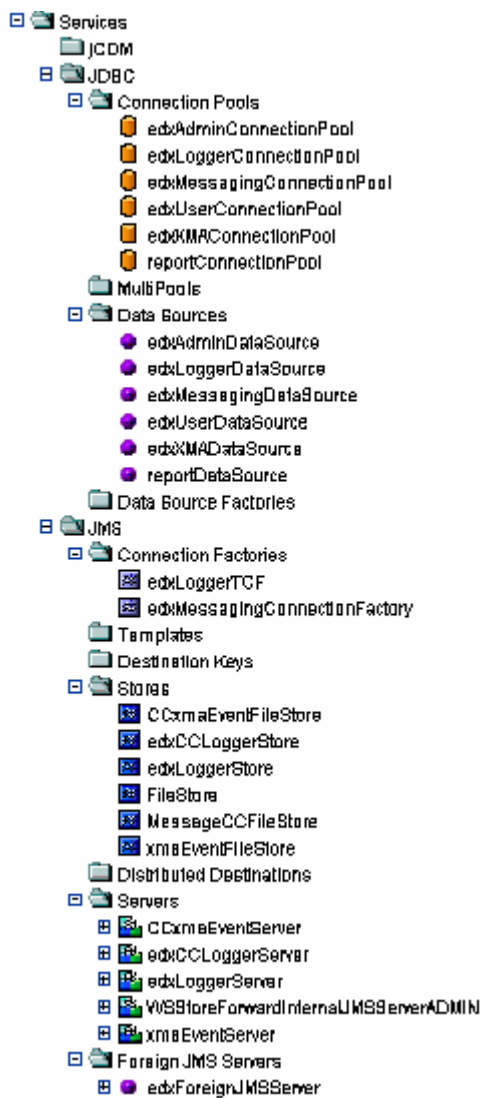 Services
jCOM
JDBC
Connection Pools
edxAdminConnectionPool
edxLoggerConnectionPool
edxMessagingConnectionPool
edxUserConnectionPool
edxXMAConnectionPool
reportConnectionPool
MultiPools
Data Sources
edxAdminDataSource
edxLoggerDataSource
edxMessagingDataSource
edxUserDataSource
edxXMADataSource
reportDataSource
Data Source Factories
JMS
Connection Factories
edxLoggerTCF
edxMessagingConnectionFactory
Templates
Destination Keys
Stores
CCxmaEventFileStore
edxCCLoggerStore
edxLoggerStore
FileStore
MessageCCFileStore
xmaEventFileStore
Distributed Destinations
Servers
CCxmaEventServer
edxCCLoggerServer
edxLoggerServer
WSStoreForwardInternalJMSServerADMIN
xmaEventServer
Foreign JMS Servers
edxForeignJMSServer